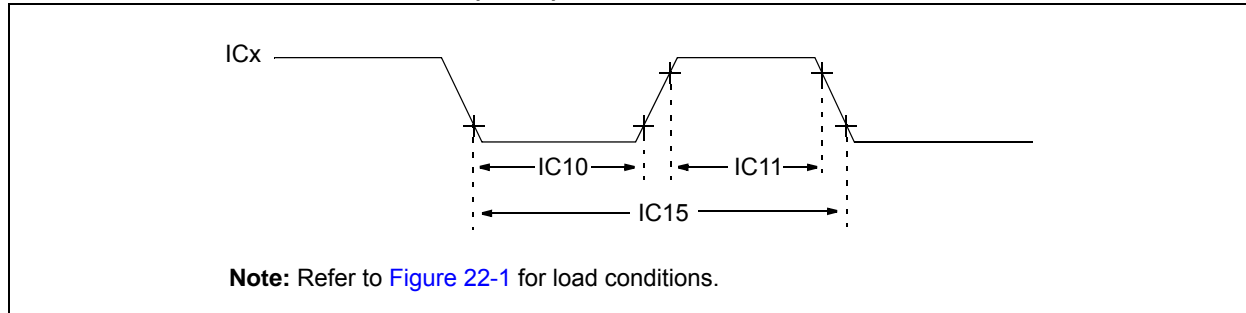 ICx
IC10
IC11
IC15
Note: Refer to Figure 22-1 for load conditions.